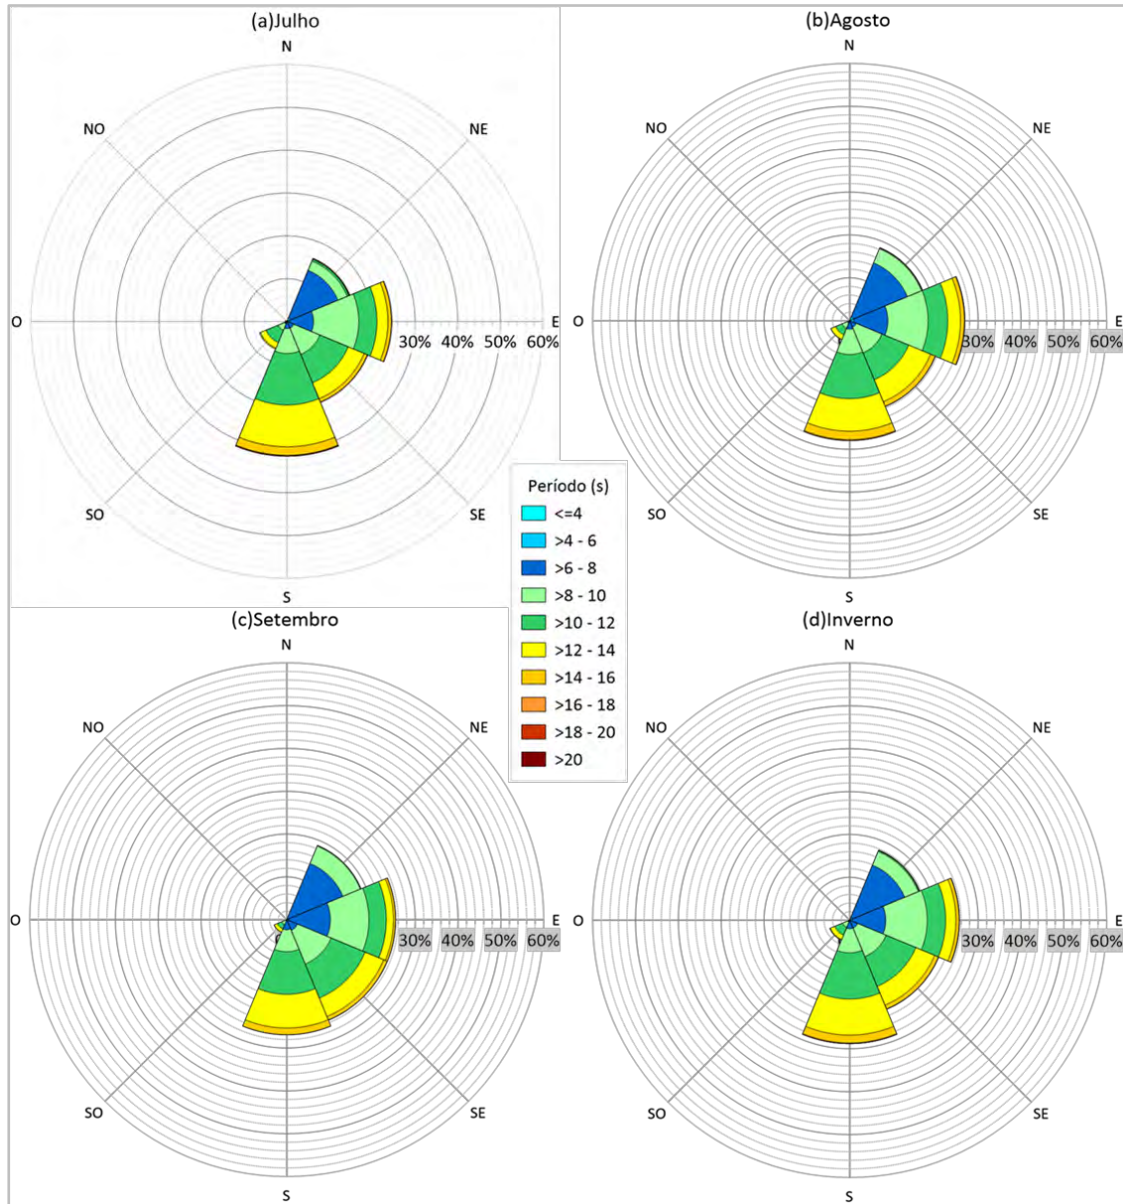 (a)Julho
N
NO
NE
O
E
30% 40% 50% 60%
SO
SE
S
(b)Agosto
N
NO
NE
O
E
30% 40% 50% 60%
SO
SE
S
Período (s)
<=4
>4 - 6
>6 - 8
>8 - 10
>10 - 12
>12 - 14
>14 - 16
>16 - 18
>18 - 20
>20
(c)Setembro
N
NO
NE
O
E
30% 40% 50% 60%
SO
SE
S
(d)Inverno
N
NO
NE
O
E
30% 40% 50% 60%
SO
SE
S